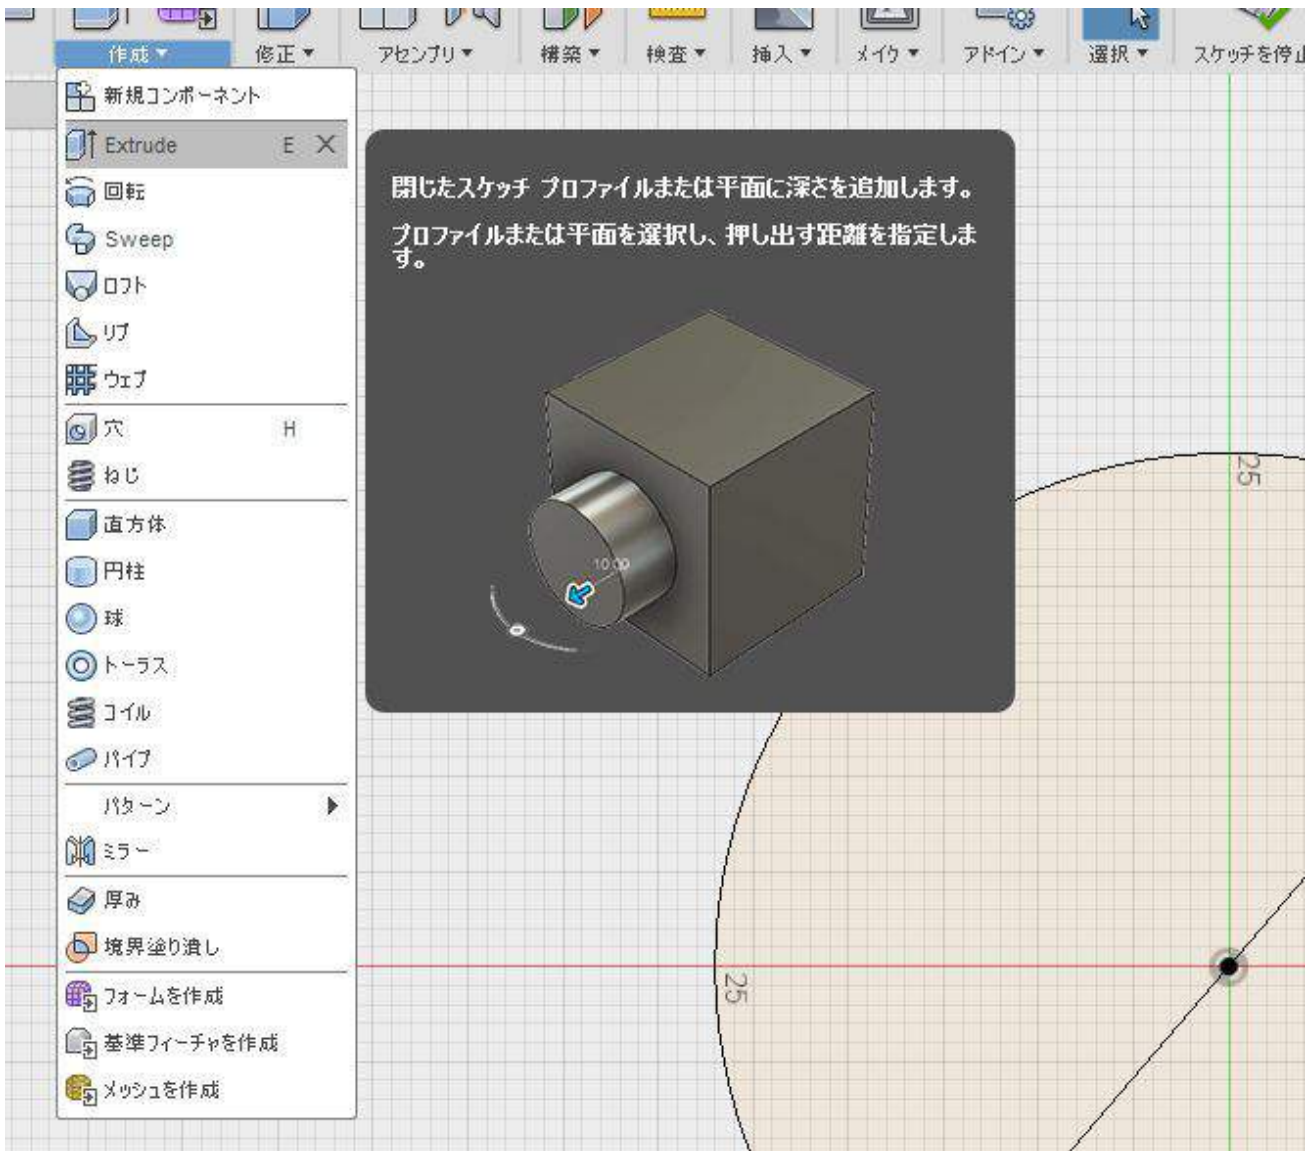 作成 ▼
修正 ▼
アセンブリ ▼
構築 ▼
検査 ▼
挿入 ▼
メイク ▼
アドイン ▼
選択 ▼
スケッチを停止
新規コンポーネント
Extrude E
回転
Sweep
ロフト
リブ
ウェブ
穴 H
ねじ
直方体
円柱
球
トーラス
コイル
パイプ
パターン
ミラー
厚み
境界塗り潰し
フォームを作成
基準フィーチャを作成
メッシュを作成
閉じたスケッチ プロファイルまたは平面に深さを追加します。
プロファイルまたは平面を選択し、押し出す距離を指定しま
す。
10.00
25
25